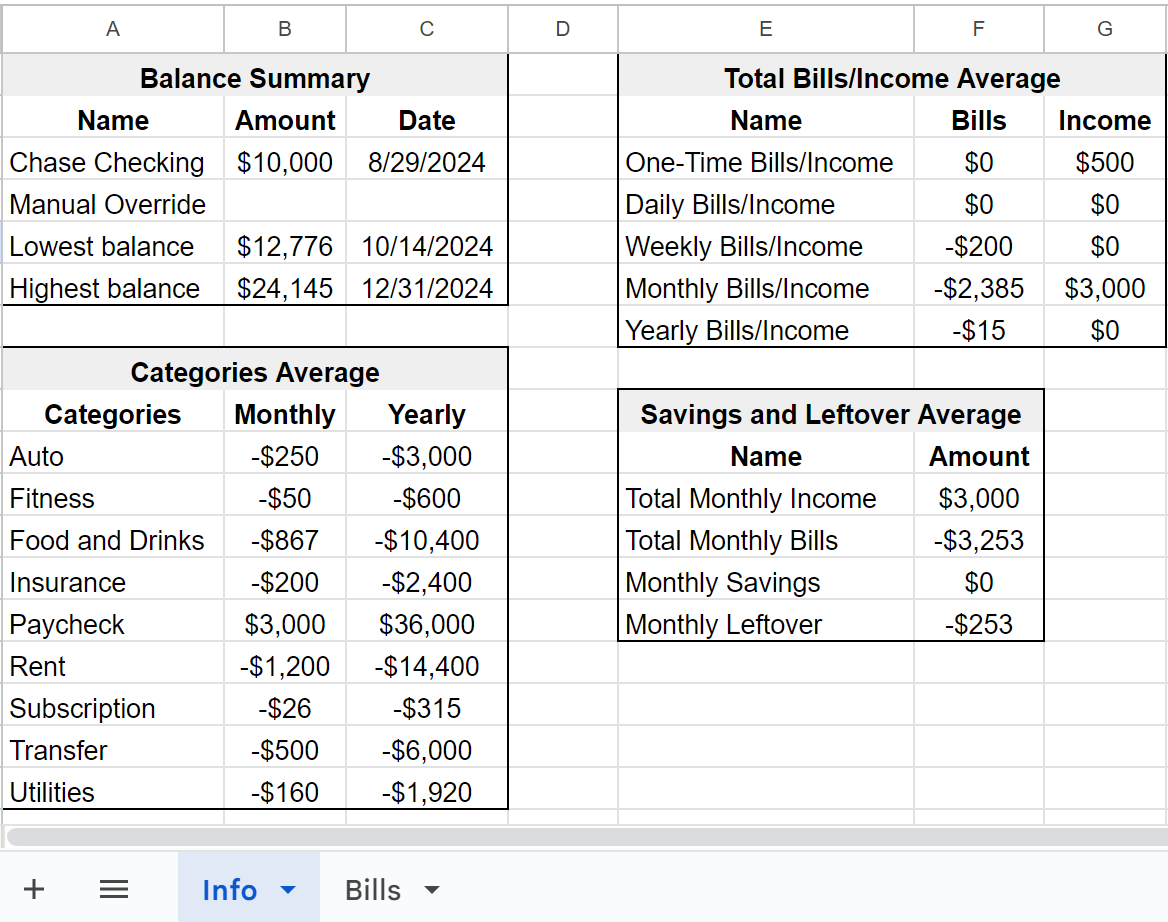 A B C D E F G
Balance Summary Total Bills/Income Average
Name Amount Date Name Bills Income
Chase Checking $10,000 8/29/2024 One-Time Bills/Income $0 $500
Manual Override Daily Bills/Income $0 $0
Lowest balance $12,776 10/14/2024 Weekly Bills/Income -$200 $0
Highest balance $24,145 12/31/2024 Monthly Bills/Income -$2,385 $3,000
Yearly Bills/Income -$15 $0
Categories Average
Categories Monthly Yearly Savings and Leftover Average
Auto -$250 -$3,000 Name Amount
Fitness -$50 -$600 Total Monthly Income $3,000
Food and Drinks -$867 -$10,400 Total Monthly Bills -$3,253
Insurance -$200 -$2,400 Monthly Savings $0
Paycheck $3,000 $36,000 Monthly Leftover -$253
Rent -$1,200 -$14,400
Subscription -$26 -$315
Transfer -$500 -$6,000
Utilities -$160 -$1,920
Info Bills